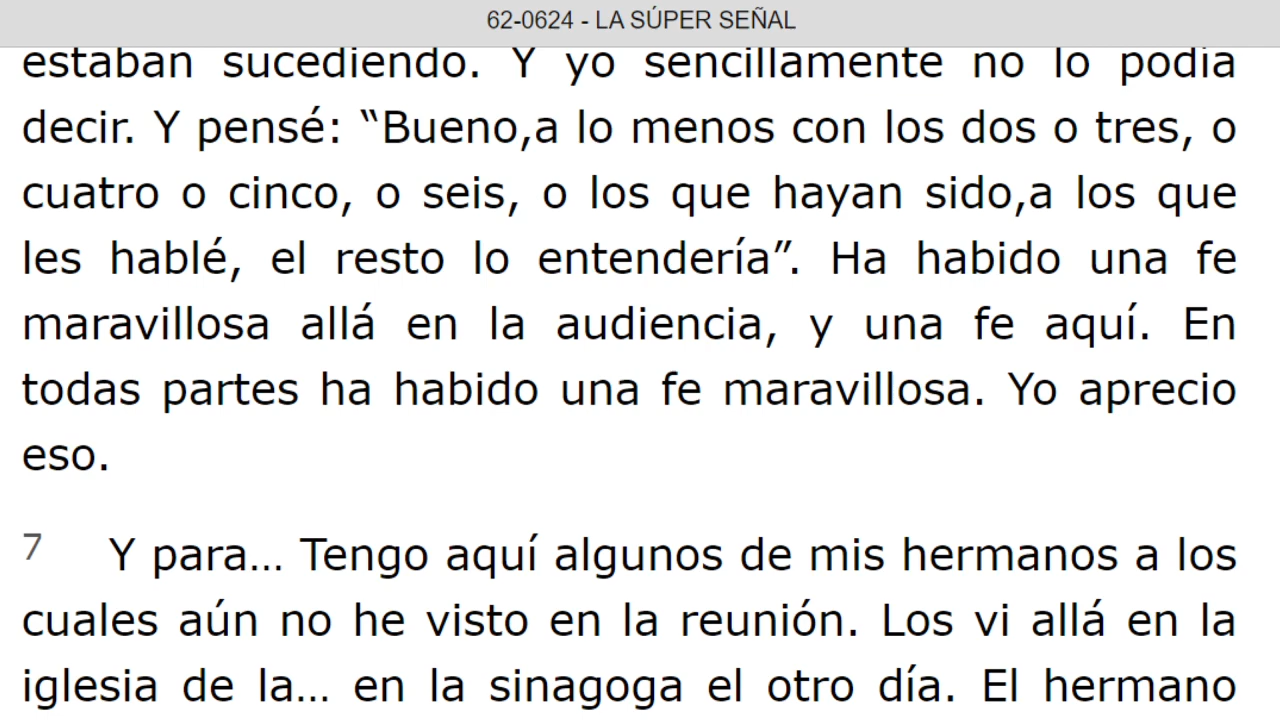 62-0624 - LA SÚPER SEÑAL
estaban sucediendo. Y yo sencillamente no lo podía
decir. Y pensé: “Bueno,a lo menos con los dos o tres, o
cuatro o cinco, o seis, o los que hayan sido,a los que
les hablé, el resto lo entendería”. Ha habido una fe
maravillosa allá en la audiencia, y una fe aquí. En
todas partes ha habido una fe maravillosa. Yo aprecio
eso.
7 Y para... Tengo aquí algunos de mis hermanos a los
cuales aún no he visto en la reunión. Los vi allá en la
iglesia de la... en la sinagoga el otro día. El hermano